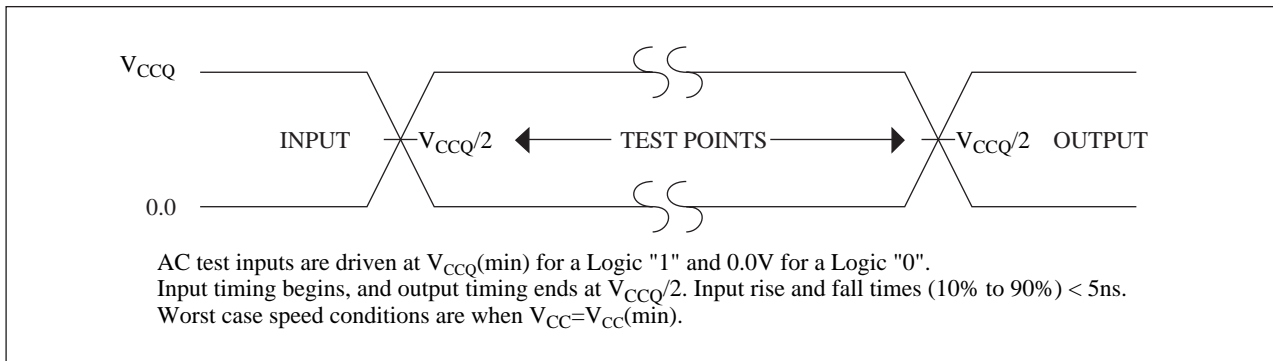 VCCQ
INPUT VCCQ/2 TEST POINTS VCCQ/2 OUTPUT
0.0
AC test inputs are driven at VCCQ(min) for a Logic "1" and 0.0V for a Logic "0".
Input timing begins, and output timing ends at VCCQ/2. Input rise and fall times (10% to 90%) < 5ns.
Worst case speed conditions are when VCC=VCC(min).